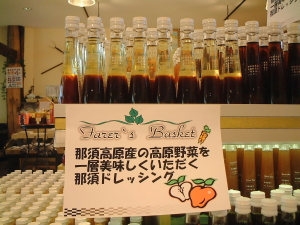 Farer's Basket
那須高原産の高原野菜を
一層美味しくいただく
那須ドレッシング